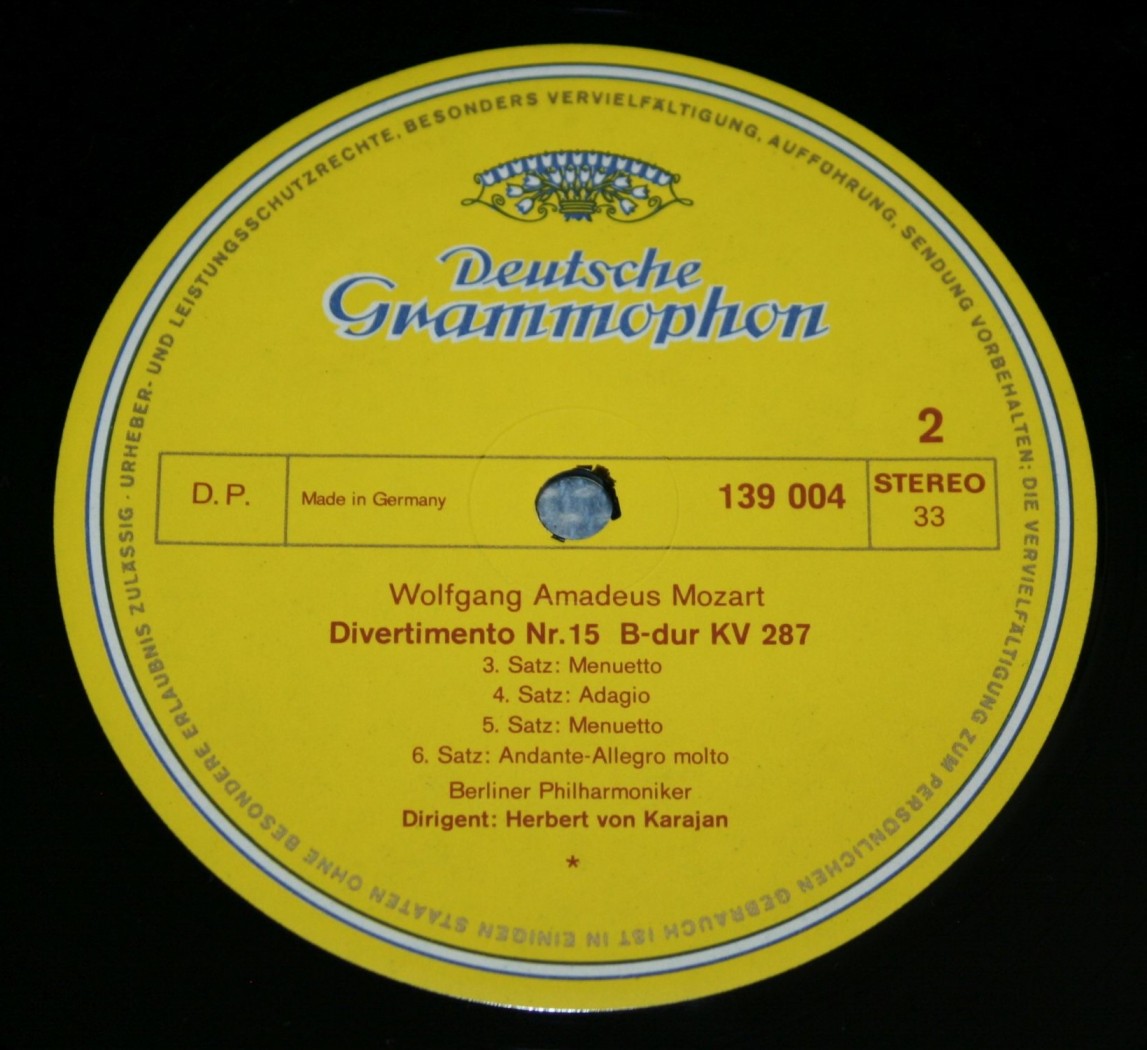 URHEBER- UND LEISTUNGSSCHUTZRECHTE, BESONDERS VERVIELFÄLTIGUNG, AUFFÜHRUNG, SENDUNG VORBEHALTEN; DIE VERVIELFÄLTIGUNG ZUM PERSÖNLICHEN GEBRAUCH IST IN EINIGEN STAATEN OHNE BESONDERE ERLAUBNIS ZULÄSSIG ·
Deutsche
Grammophon
2
D.P.
Made in Germany
139 004
STEREO
33
Wolfgang Amadeus Mozart
Divertimento Nr.15 B-dur KV 287
3. Satz: Menuetto
4. Satz: Adagio
5. Satz: Menuetto
6. Satz: Andante-Allegro molto
Berliner Philharmoniker
Dirigent: Herbert von Karajan
*